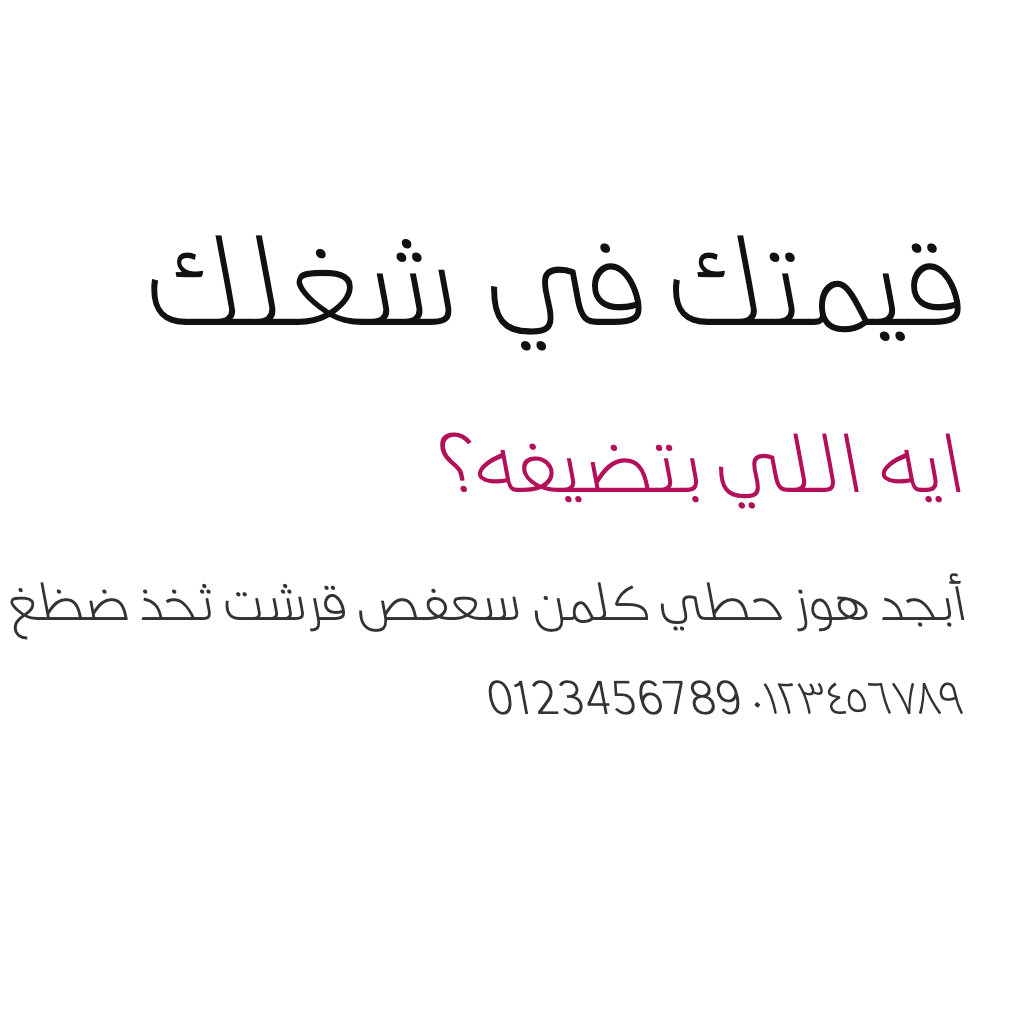 قيمتك في شغلك
ايه اللي بتضيفه؟
أبجد هوز حطي كلمن سعفص قرشت ثخذ ضظغ
0123456789 ٠١٢٣٤٥٦٧٨٩